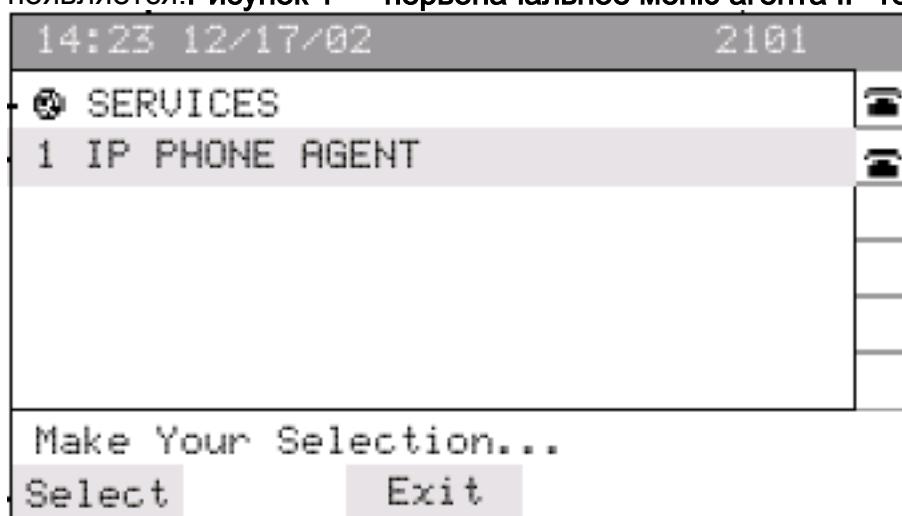 14:23 12/17/02 2101
SERVICES
1 IP PHONE AGENT
Make Your Selection...
Select Exit